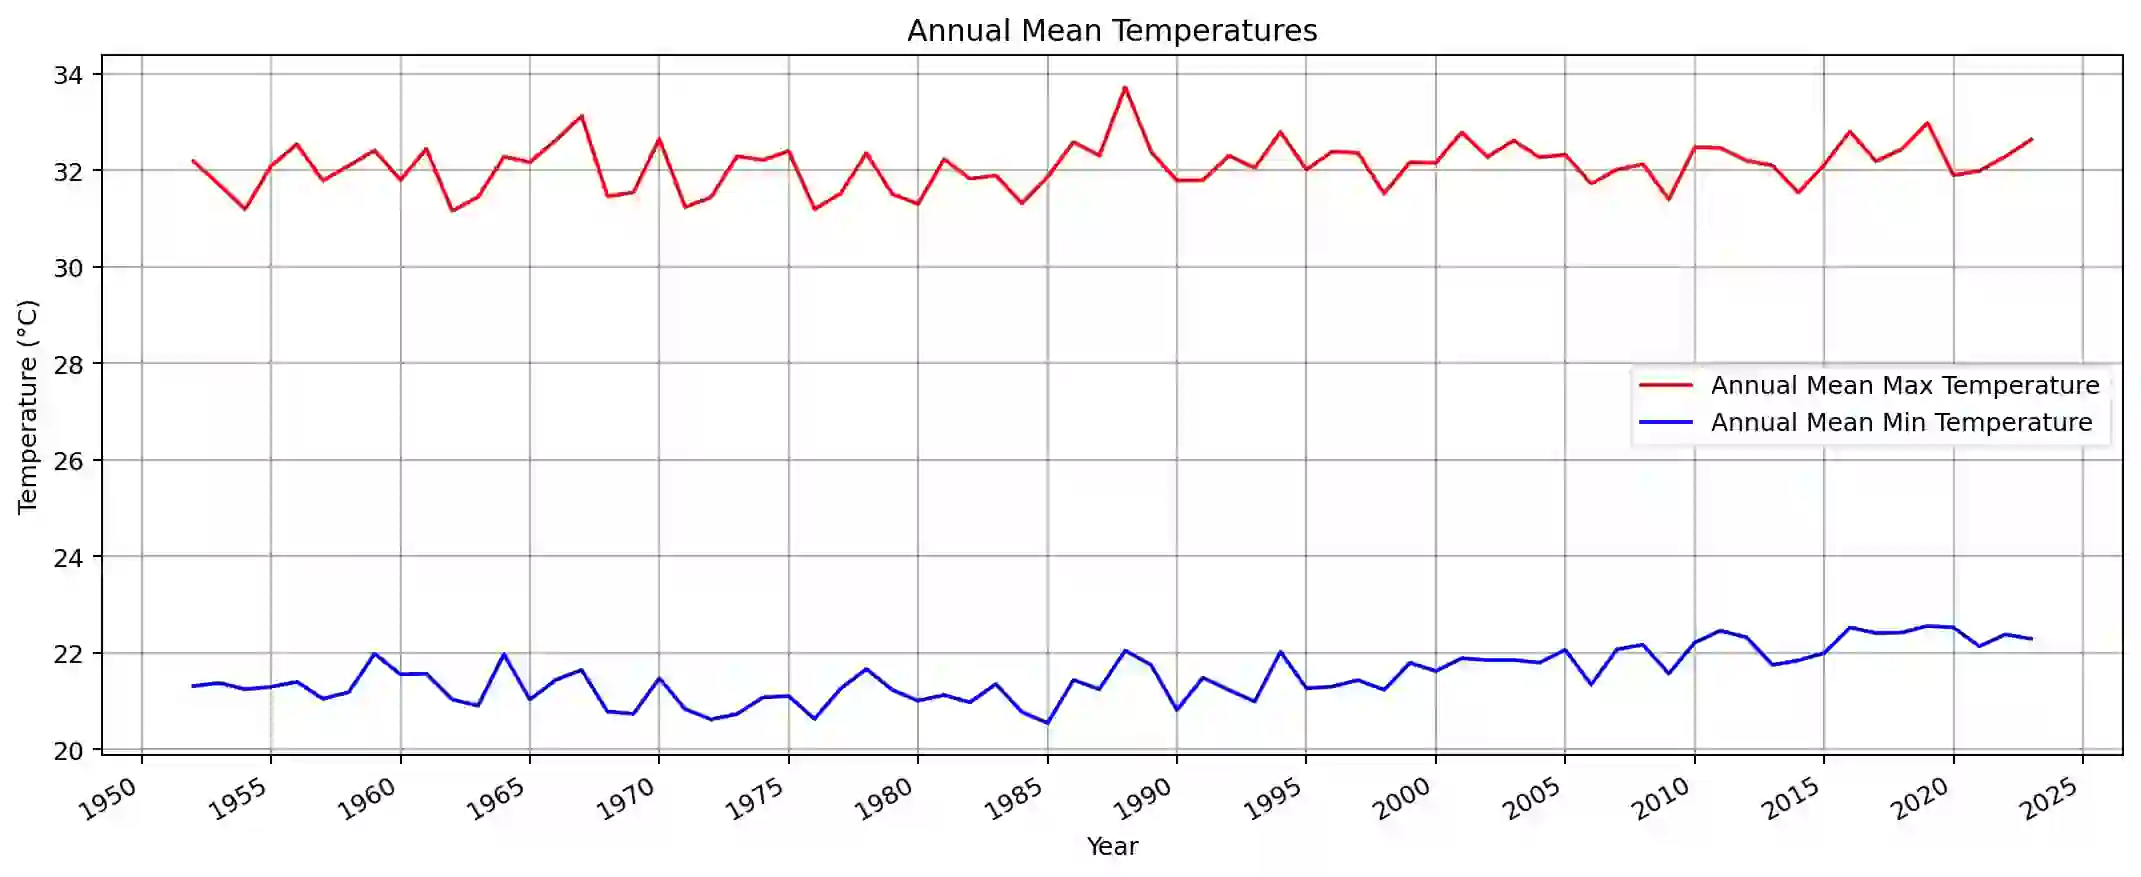 Annual Mean Temperatures
34
32
30
28
26
24
22
20
Temperature (°C)
Annual Mean Max Temperature
Annual Mean Min Temperature
1950 1955 1960 1965 1970 1975 1980 1985 1990 1995 2000 2005 2010 2015 2020 2025
Year